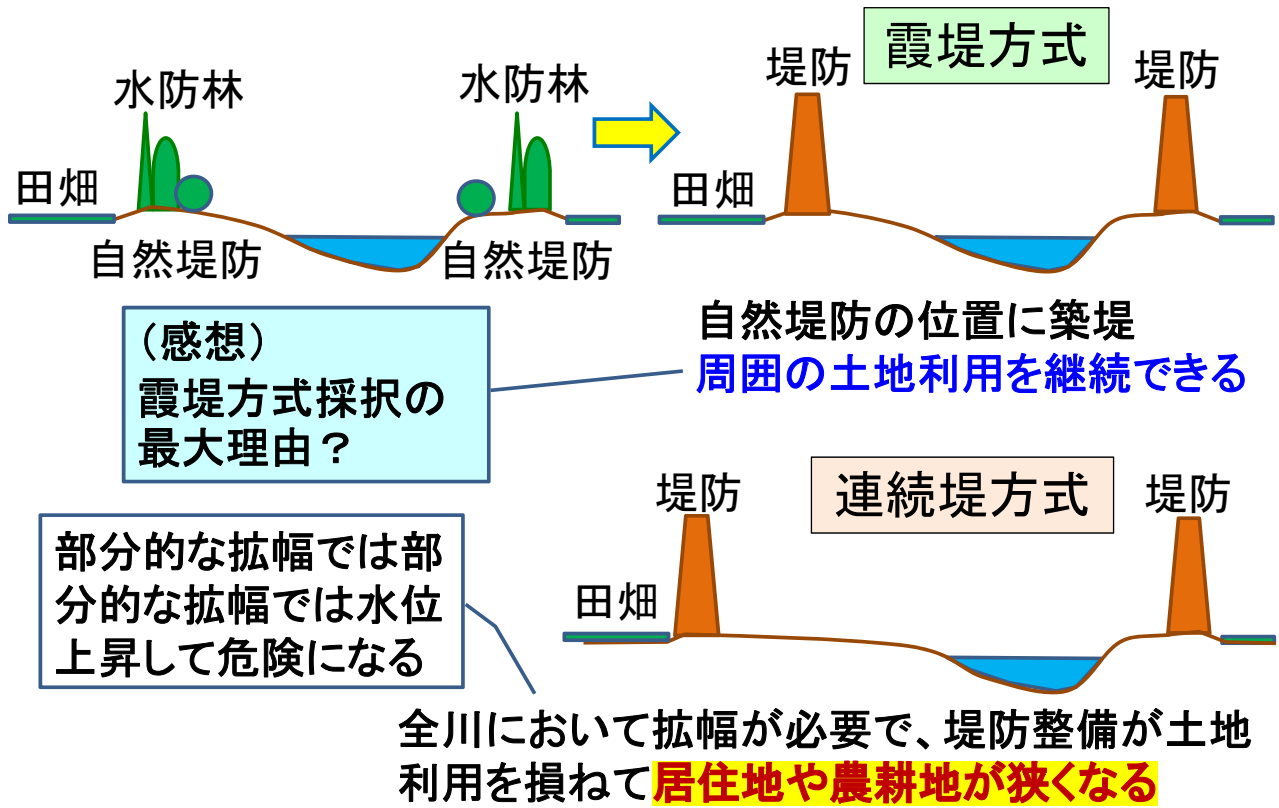 水防林
水防林
田畑
自然堤防
自然堤防
霞堤方式
堤防
堤防
田畑
自然堤防の位置に築堤
周囲の土地利用を継続できる
（感想）
霞堤方式採択の
最大理由？
連続堤方式
堤防
堤防
田畑
部分的な拡幅では部
分的な拡幅では水位
上昇して危険になる
全川において拡幅が必要で、堤防整備が土地
利用を損ねて居住地や農耕地が狭くなる